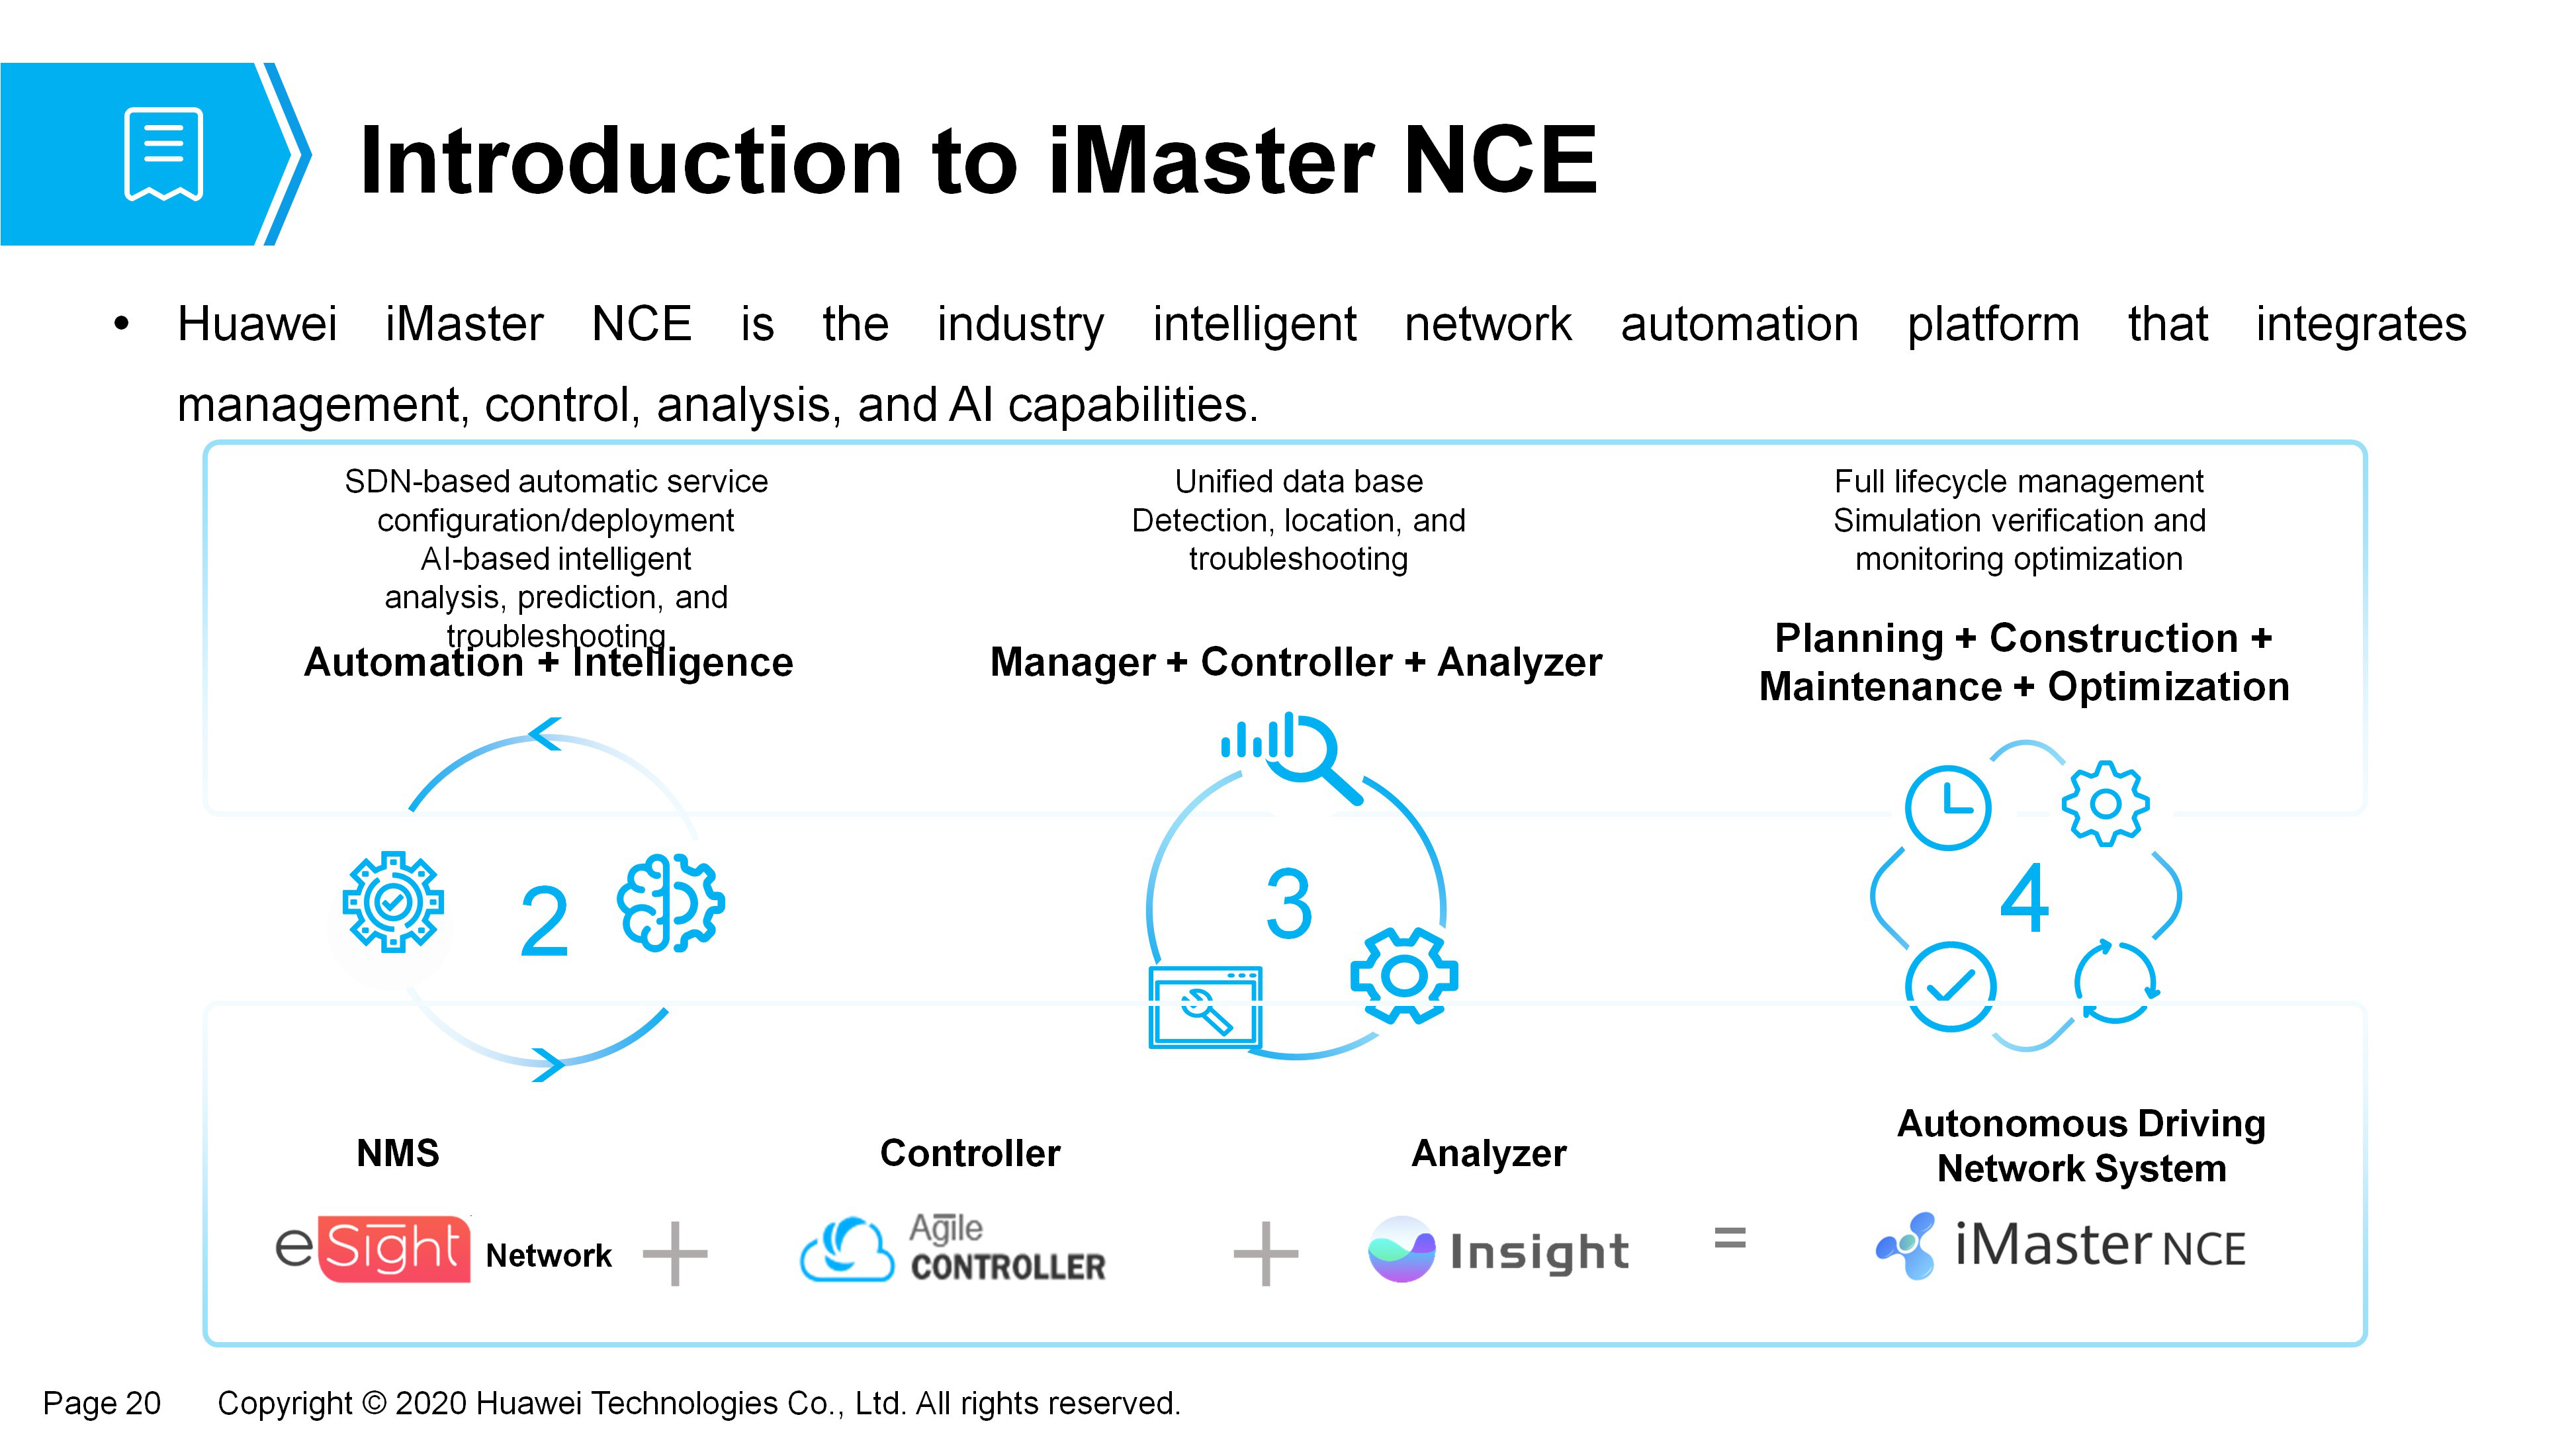 Introduction to iMaster NCE
• Huawei iMaster NCE is the industry intelligent network automation platform that integrates
management, control, analysis, and AI capabilities.
SDN-based automatic service
configuration/deployment
AI-based intelligent
analysis, prediction, and
troubleshooting
Automation + Intelligence
2
Unified data base
Detection, location, and
troubleshooting
Manager + Controller + Analyzer
3
Full lifecycle management
Simulation verification and
monitoring optimization
Planning + Construction +
Maintenance + Optimization
4
NMS
eSight Network
+
Controller
Agile
CONTROLLER
+
Analyzer
Insight
=
Autonomous Driving
Network System
iMaster NCE
Page 20 Copyright © 2020 Huawei Technologies Co., Ltd. All rights reserved.